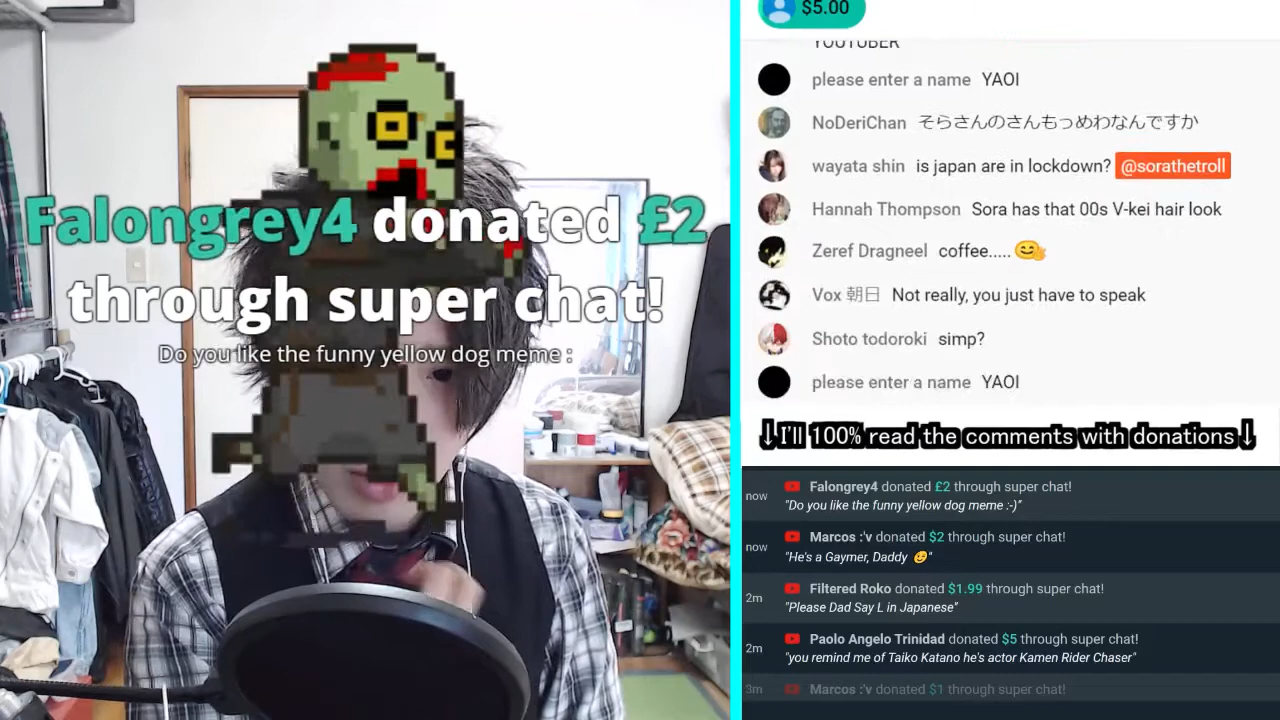 Falongrey4 donated £2
through super chat!
Do you like the funny yellow dog meme :
$5.00
YOUTUBER
please enter a name YAOI
NoDeriChan そらさんのさんもっめわなんですか
wayata shin is japan are in lockdown? @sorathetroll
Hannah Thompson Sora has that 00s V-kei hair look
Zeref Dragneel coffee.....
Vox 朝日 Not really, you just have to speak
Shoto todoroki simp?
please enter a name YAOI
↓I'll 100% read the comments with donations↓
now Falongrey4 donated £2 through super chat!
"Do you like the funny yellow dog meme :-)"
now Marcos :'v donated $2 through super chat!
"He's a Gaymer, Daddy 😉"
2m Filtered Roko donated $1.99 through super chat!
"Please Dad Say L in Japanese"
2m Paolo Angelo Trinidad donated $5 through super chat!
"you remind me of Taiko Katano he's actor Kamen Rider Chaser"
3m Marcos :'v donated $1 through super chat!